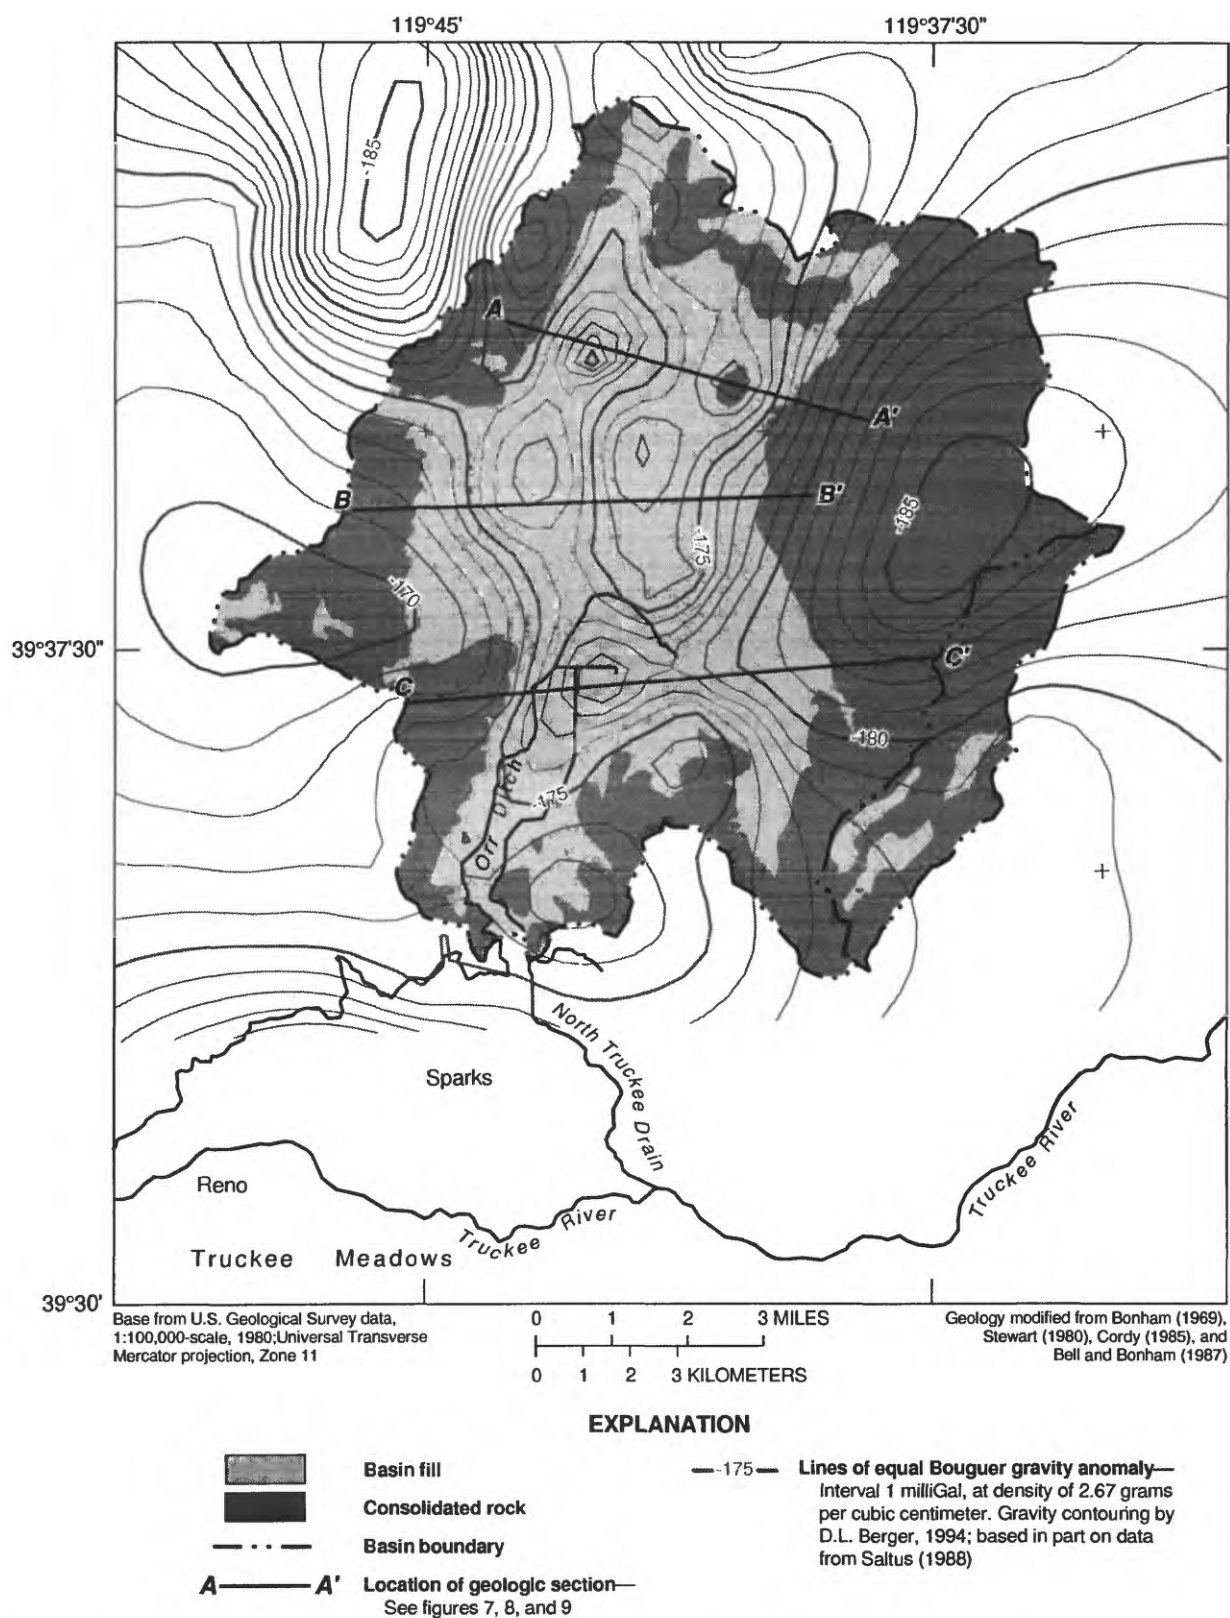 119°45'
119°37'30"
-185
A
A'
B
B'
-185
-175
-170
39°37'30"
C
C'
-180
-175
Orr Ditch
North Truckee Drain
Sparks
Reno
Truckee River
Truckee River
Truckee Meadows
39°30'
Base from U.S. Geological Survey data,
1:100,000-scale, 1980;Universal Transverse
Mercator projection, Zone 11
0 1 2 3 MILES
0 1 2 3 KILOMETERS
Geology modified from Bonham (1969),
Stewart (1980), Cordy (1985), and
Bell and Bonham (1987)
EXPLANATION
Basin fill
Consolidated rock
Basin boundary
A A' Location of geologic section—
See figures 7, 8, and 9
-175 Lines of equal Bouguer gravity anomaly—
Interval 1 milliGal, at density of 2.67 grams
per cubic centimeter. Gravity contouring by
D.L. Berger, 1994; based in part on data
from Saltus (1988)